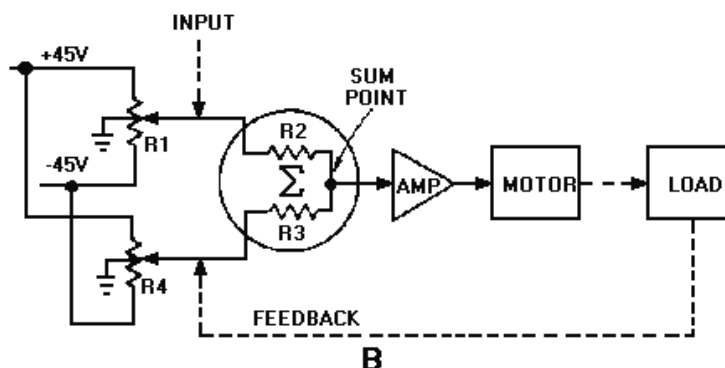 INPUT
+45V
SUM
POINT
R2
R1
-45V
Σ
AMP
MOTOR
LOAD
R3
R4
FEEDBACK
B